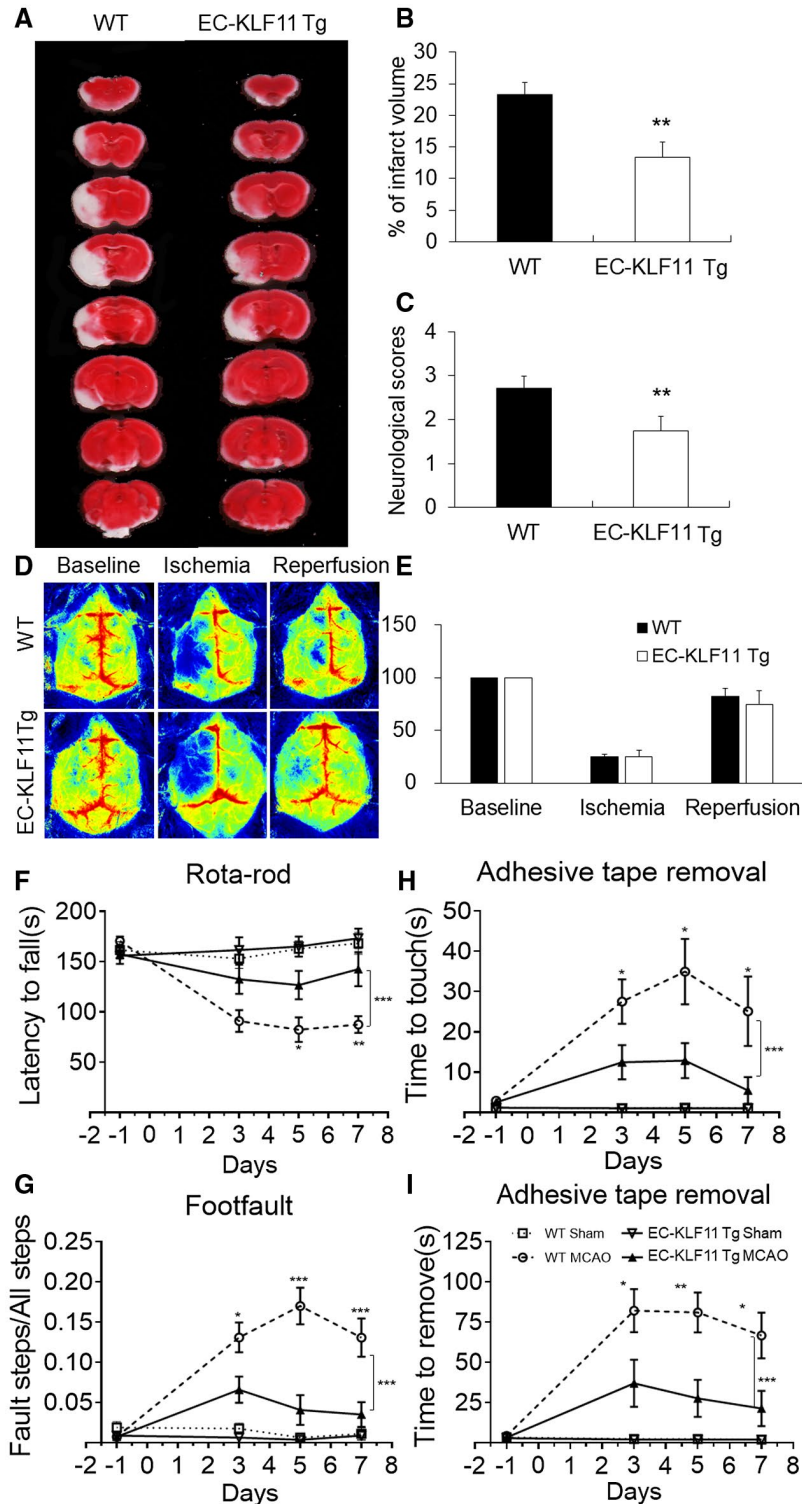 A
WT EC-KLF11 Tg
B
% of infarct volume
30
25
20
15
10
5
0
**
WT EC-KLF11 Tg
C
Neurological scores
4
3
2
1
0
**
WT EC-KLF11 Tg
D
Baseline Ischemia Reperfusion
WT
EC-KLF11Tg
E
150
100
50
0
WT
EC-KLF11 Tg
Baseline Ischemia Reperfusion
F
Rota-rod
Latency to fall(s)
200
150
100
50
***
* **
-2 -1 0 1 2 3 4 5 6 7 8
Days
H
Adhesive tape removal
Time to touch(s)
50
40
30
20
10
* * *
***
-2 -1 0 1 2 3 4 5 6 7 8
Days
G
Footfault
Fault steps/All steps
0.25
0.20
0.15
0.10
0.05
* *** ***
***
-2 -1 0 1 2 3 4 5 6 7 8
Days
I
Adhesive tape removal
WT Sham EC-KLF11 Tg Sham
WT MCAO EC-KLF11 Tg MCAO
Time to remove(s)
125
100
75
50
25
* ** *
***
-2 -1 0 1 2 3 4 5 6 7 8
Days